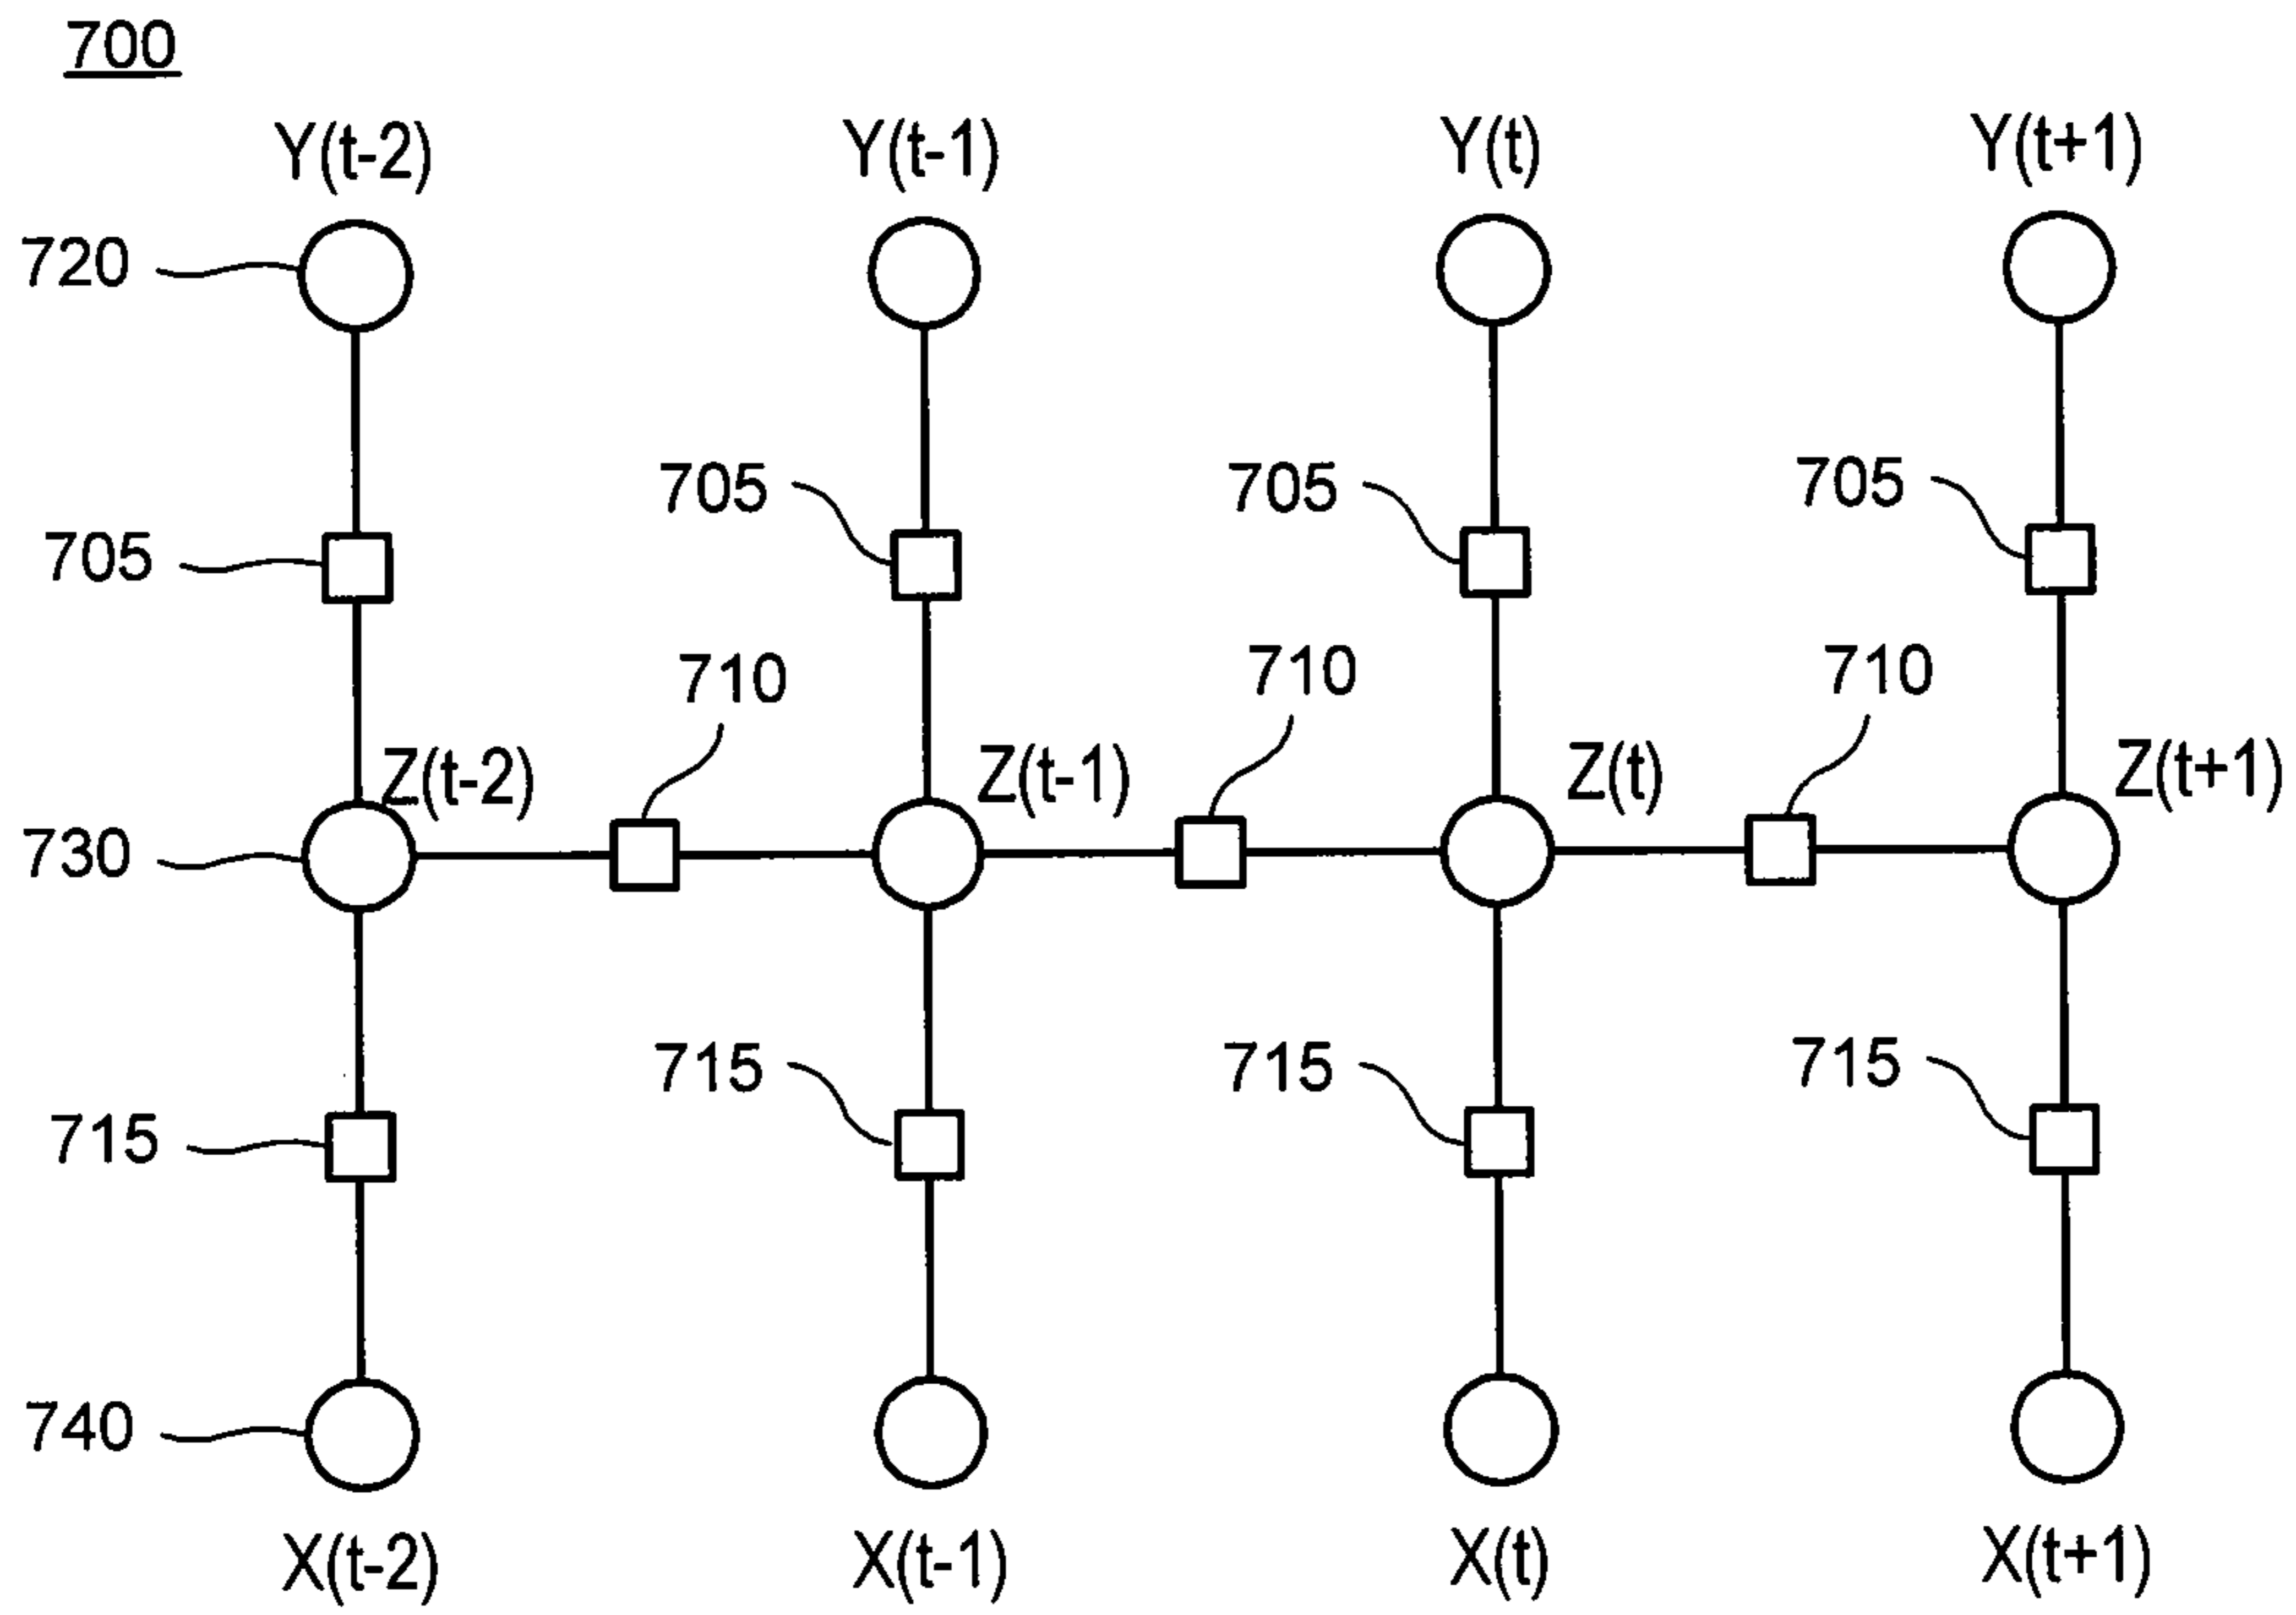 700
Y(t-2) Y(t-1) Y(t) Y(t+1)
720
705 705 705
705
710 710 710
Z(t-2) Z(t-1) Z(t) Z(t+1)
730
715 715 715
715
740
X(t-2) X(t-1) X(t) X(t+1)